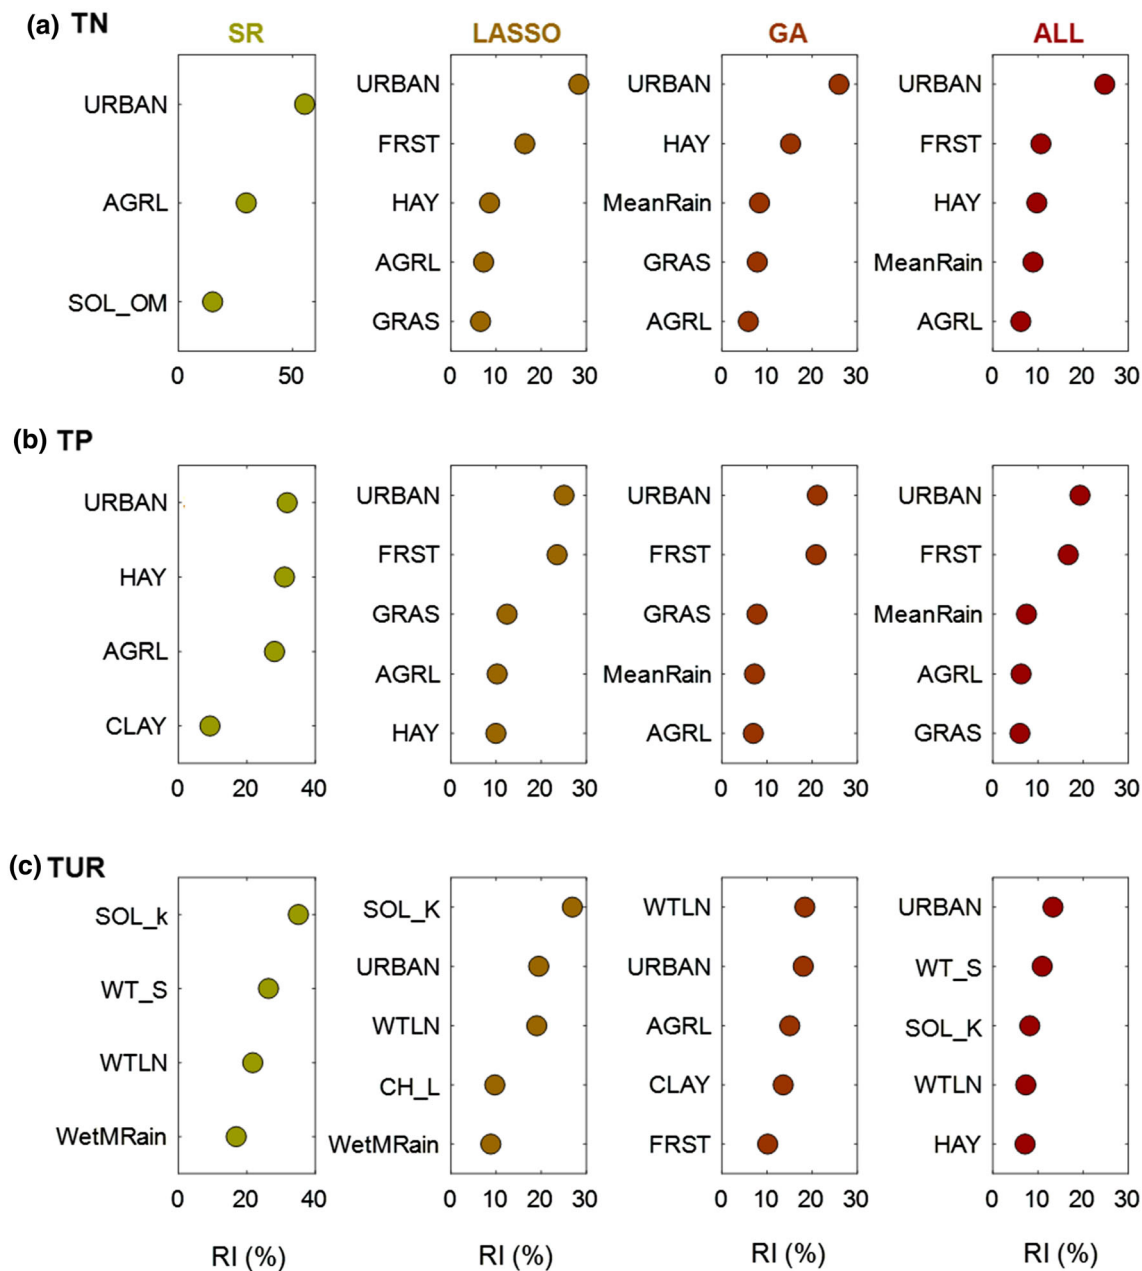 (a) TN
SR LASSO GA ALL
URBAN
AGRL
SOL_OM
0 50
URBAN
FRST
HAY
AGRL
GRAS
0 10 20 30
URBAN
HAY
MeanRain
GRAS
AGRL
0 10 20 30
URBAN
FRST
HAY
MeanRain
AGRL
0 10 20 30
(b) TP
URBAN
HAY
AGRL
CLAY
0 20 40
URBAN
FRST
GRAS
AGRL
HAY
0 10 20 30
URBAN
FRST
GRAS
MeanRain
AGRL
0 10 20 30
URBAN
FRST
MeanRain
AGRL
GRAS
0 10 20 30
(c) TUR
SOL_k
WT_S
WTLN
WetMRain
0 20 40
RI (%)
SOL_K
URBAN
WTLN
CH_L
WetMRain
0 10 20 30
RI (%)
WTLN
URBAN
AGRL
CLAY
FRST
0 10 20 30
RI (%)
URBAN
WT_S
SOL_K
WTLN
HAY
0 10 20 30
RI (%)